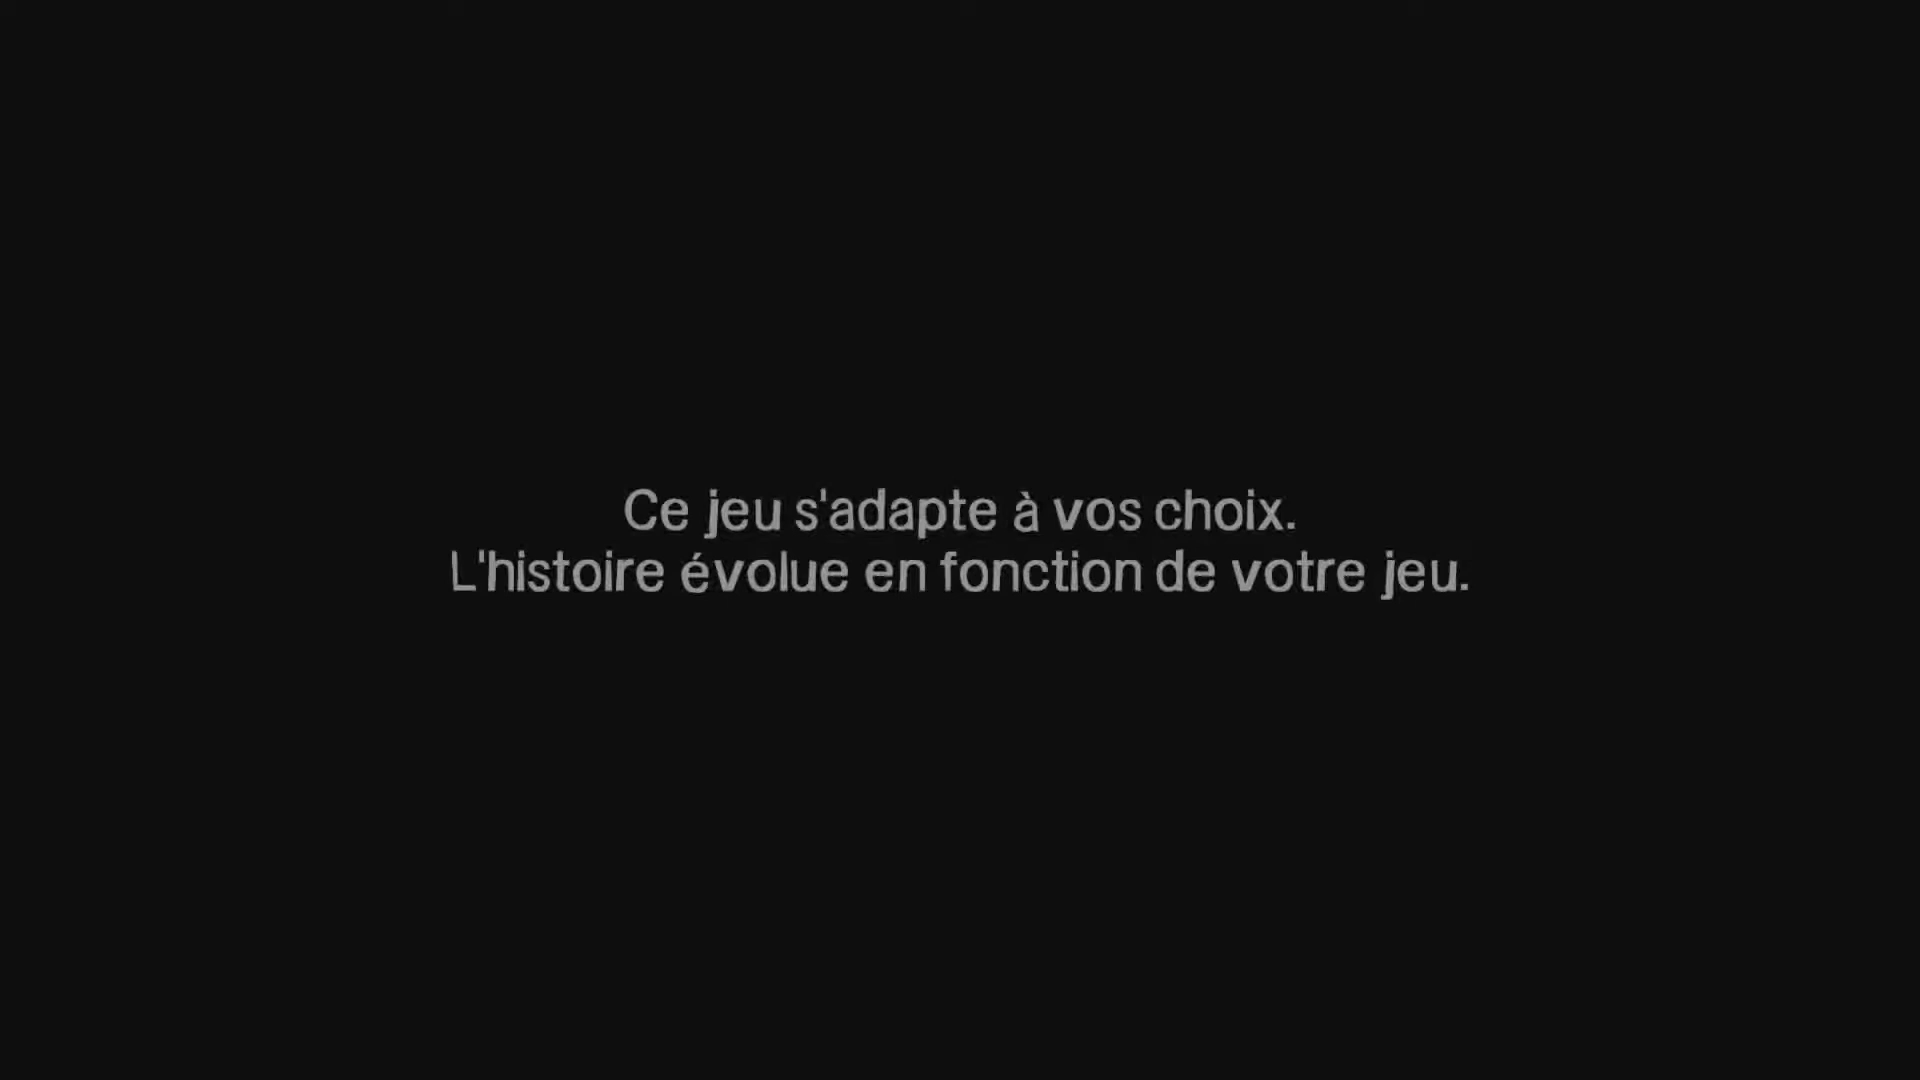 Ce jeu s'adapte à vos choix.
L'histoire évolue en fonction de votre jeu.